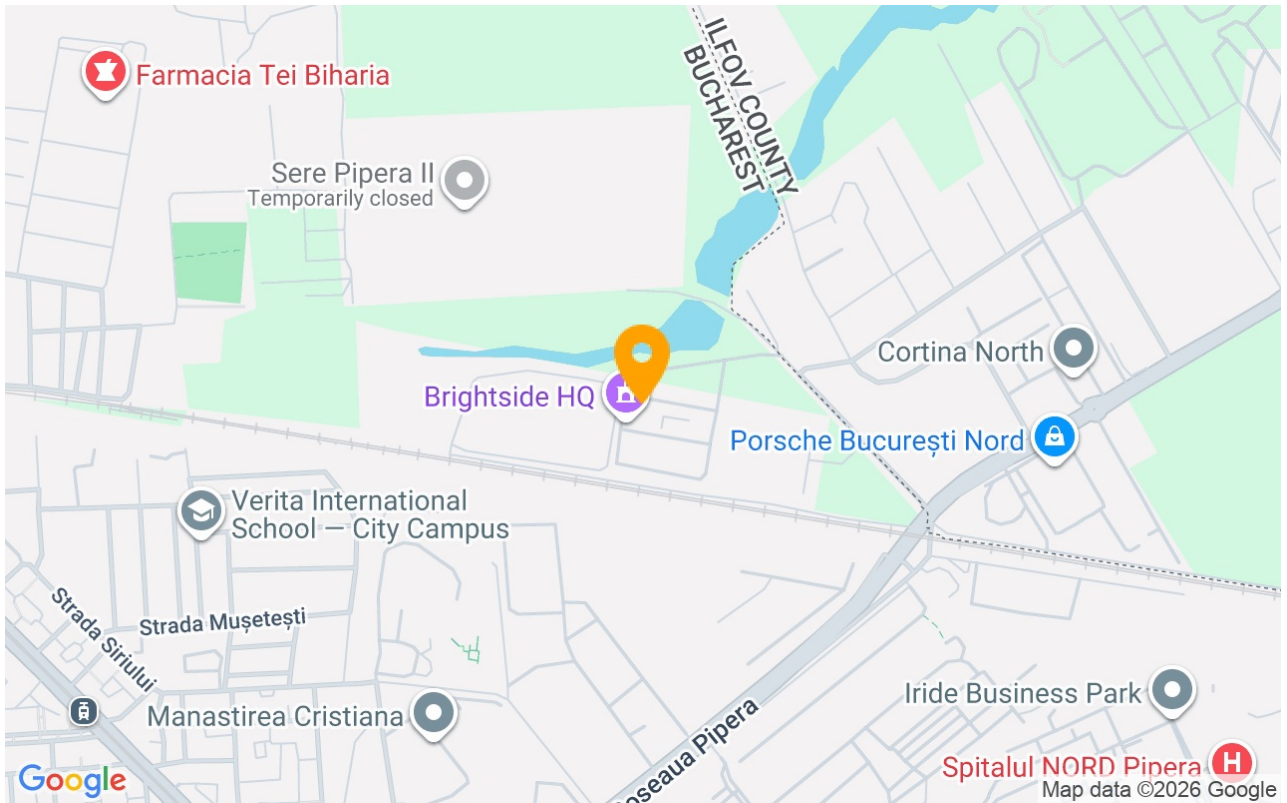 Farmacia Tei Biharia
ILFOV COUNTY
BUCHAREST
Sere Pipera II
Temporarily closed
Cortina North
Brightside HQ
Porsche București Nord
Verita International
School — City Campus
Strada Mușetești
Strada Siriului
Iride Business Park
Manastirea Cristiana
oseaua Pipera
Spitalul NORD Pipera
H
Google
Map data ©2026 Google